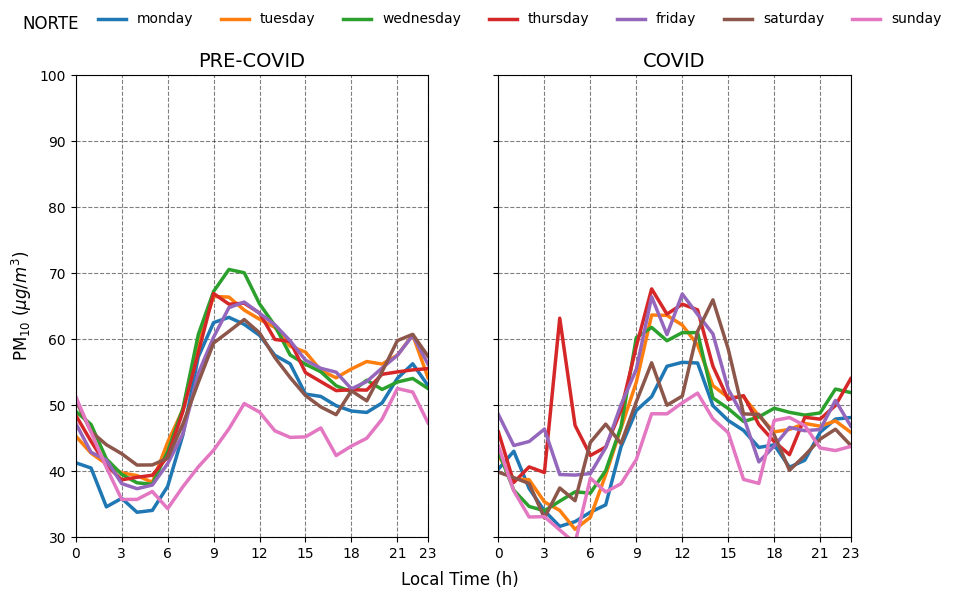 NORTE monday tuesday wednesday thursday friday saturday sunday
PRE-COVID COVID
100
90
80
70
60
50
40
30
PM₁₀ (μg/m³)
0 3 6 9 12 15 18 21 23 0 3 6 9 12 15 18 21 23
Local Time (h)